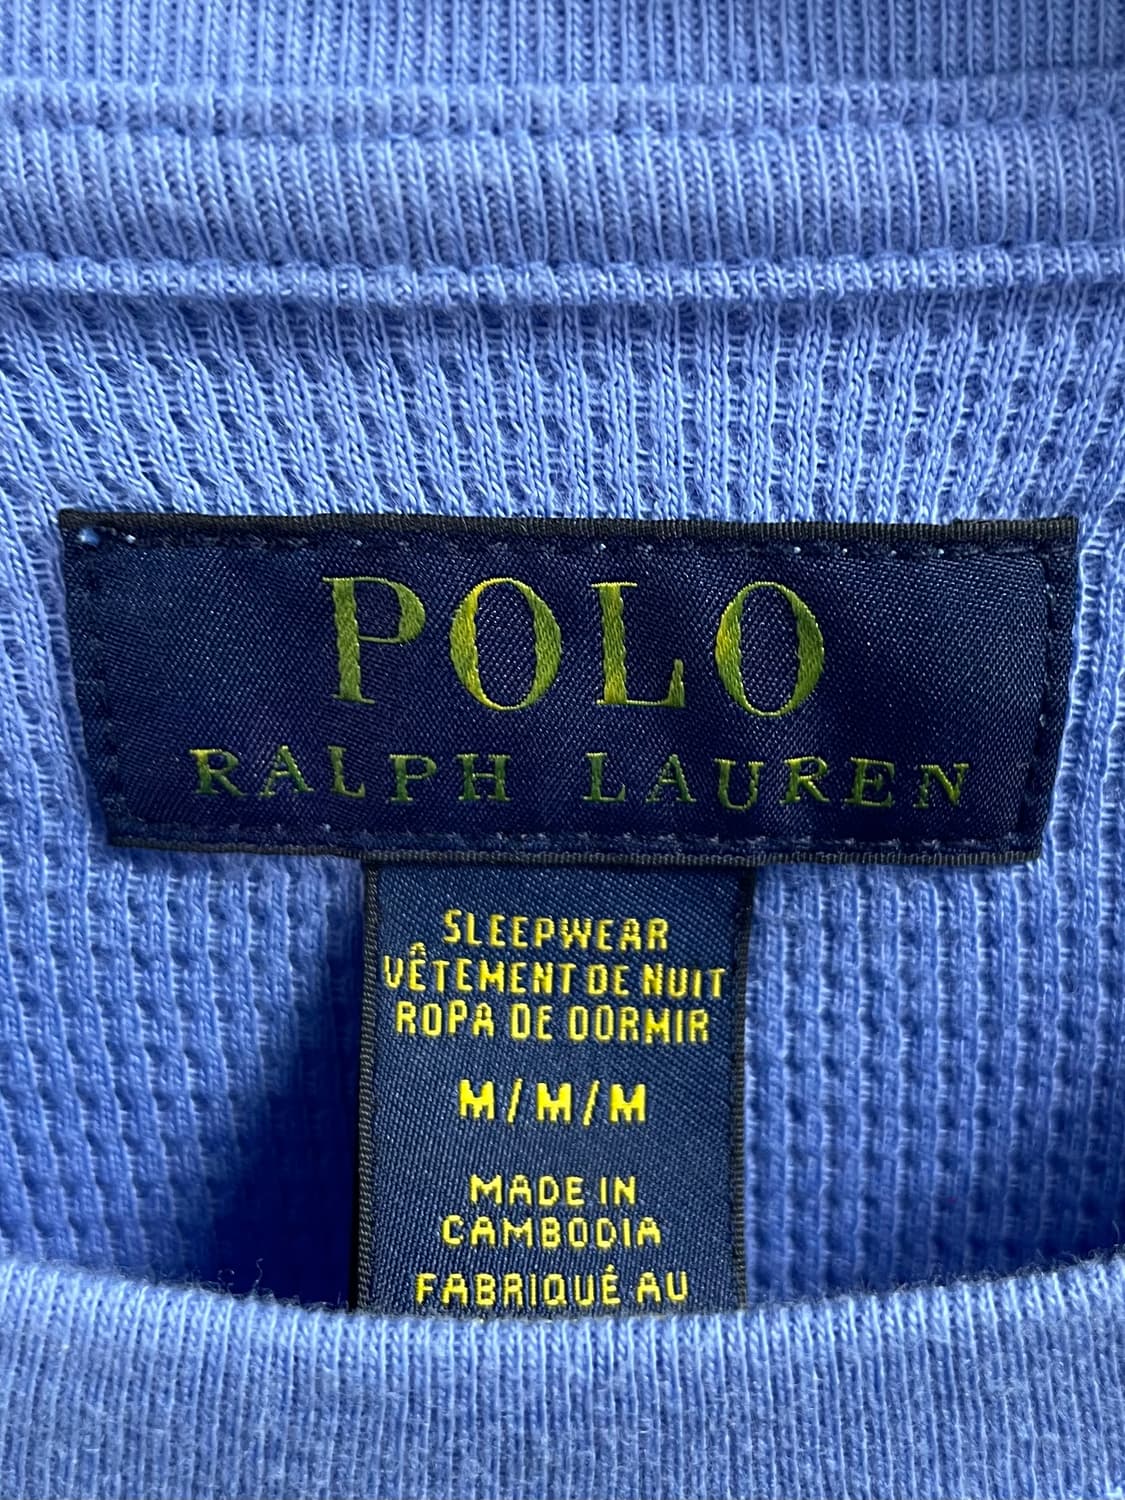 POLO
RALPH LAUREN
SLEEPWEAR
VÊTEMENT DE NUIT
ROPA DE DORMIR
M/M/M
MADE IN
CAMBODIA
FABRIQUÉ AU